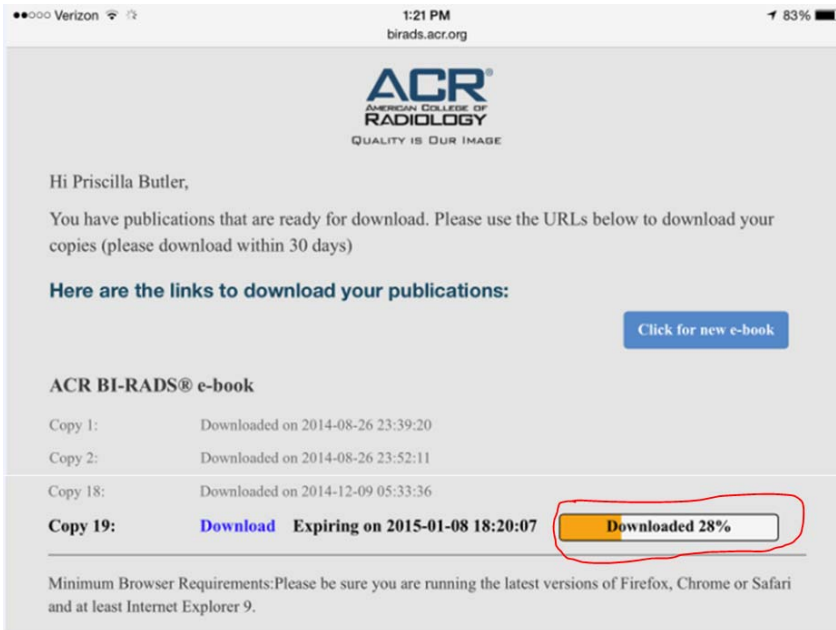 Verizon 1:21 PM 83%
birads.acr.org
ACR®
AMERICAN COLLEGE OF
RADIOLOGY
QUALITY IS OUR IMAGE
Hi Priscilla Butler,
You have publications that are ready for download. Please use the URLs below to download your
copies (please download within 30 days)
Here are the links to download your publications:
Click for new e-book
ACR BI-RADS® e-book
Copy 1: Downloaded on 2014-08-26 23:39:20
Copy 2: Downloaded on 2014-08-26 23:52:11
Copy 18: Downloaded on 2014-12-09 05:33:36
Copy 19: Download Expiring on 2015-01-08 18:20:07 Downloaded 28%
Minimum Browser Requirements:Please be sure you are running the latest versions of Firefox, Chrome or Safari
and at least Internet Explorer 9.